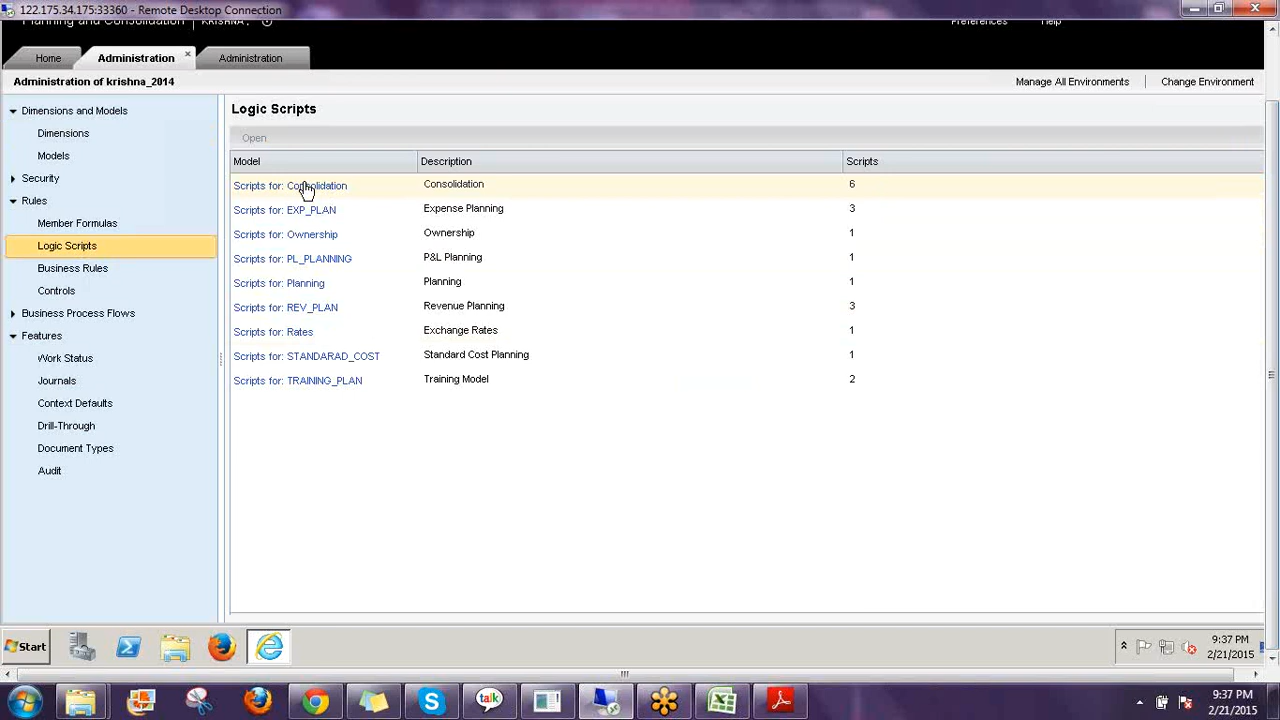 122.175.34.175:33360 - Remote Desktop Connection
Planning and Consolidation KRISHNA . Preferences Help
Home Administration × Administration
Administration of krishna_2014 Manage All Environments Change Environment
Dimensions and Models
Dimensions
Models
Security
Rules
Member Formulas
Logic Scripts
Business Rules
Controls
Business Process Flows
Features
Work Status
Journals
Context Defaults
Drill-Through
Document Types
Audit
Logic Scripts
Open
Model Description Scripts
Scripts for: Consolidation Consolidation 6
Scripts for: EXP_PLAN Expense Planning 3
Scripts for: Ownership Ownership 1
Scripts for: PL_PLANNING P&L Planning 1
Scripts for: Planning Planning 1
Scripts for: REV_PLAN Revenue Planning 3
Scripts for: Rates Exchange Rates 1
Scripts for: STANDARAD_COST Standard Cost Planning 1
Scripts for: TRAINING_PLAN Training Model 2
Start
9:37 PM
2/21/2015
talk
9:37 PM
2/21/2015